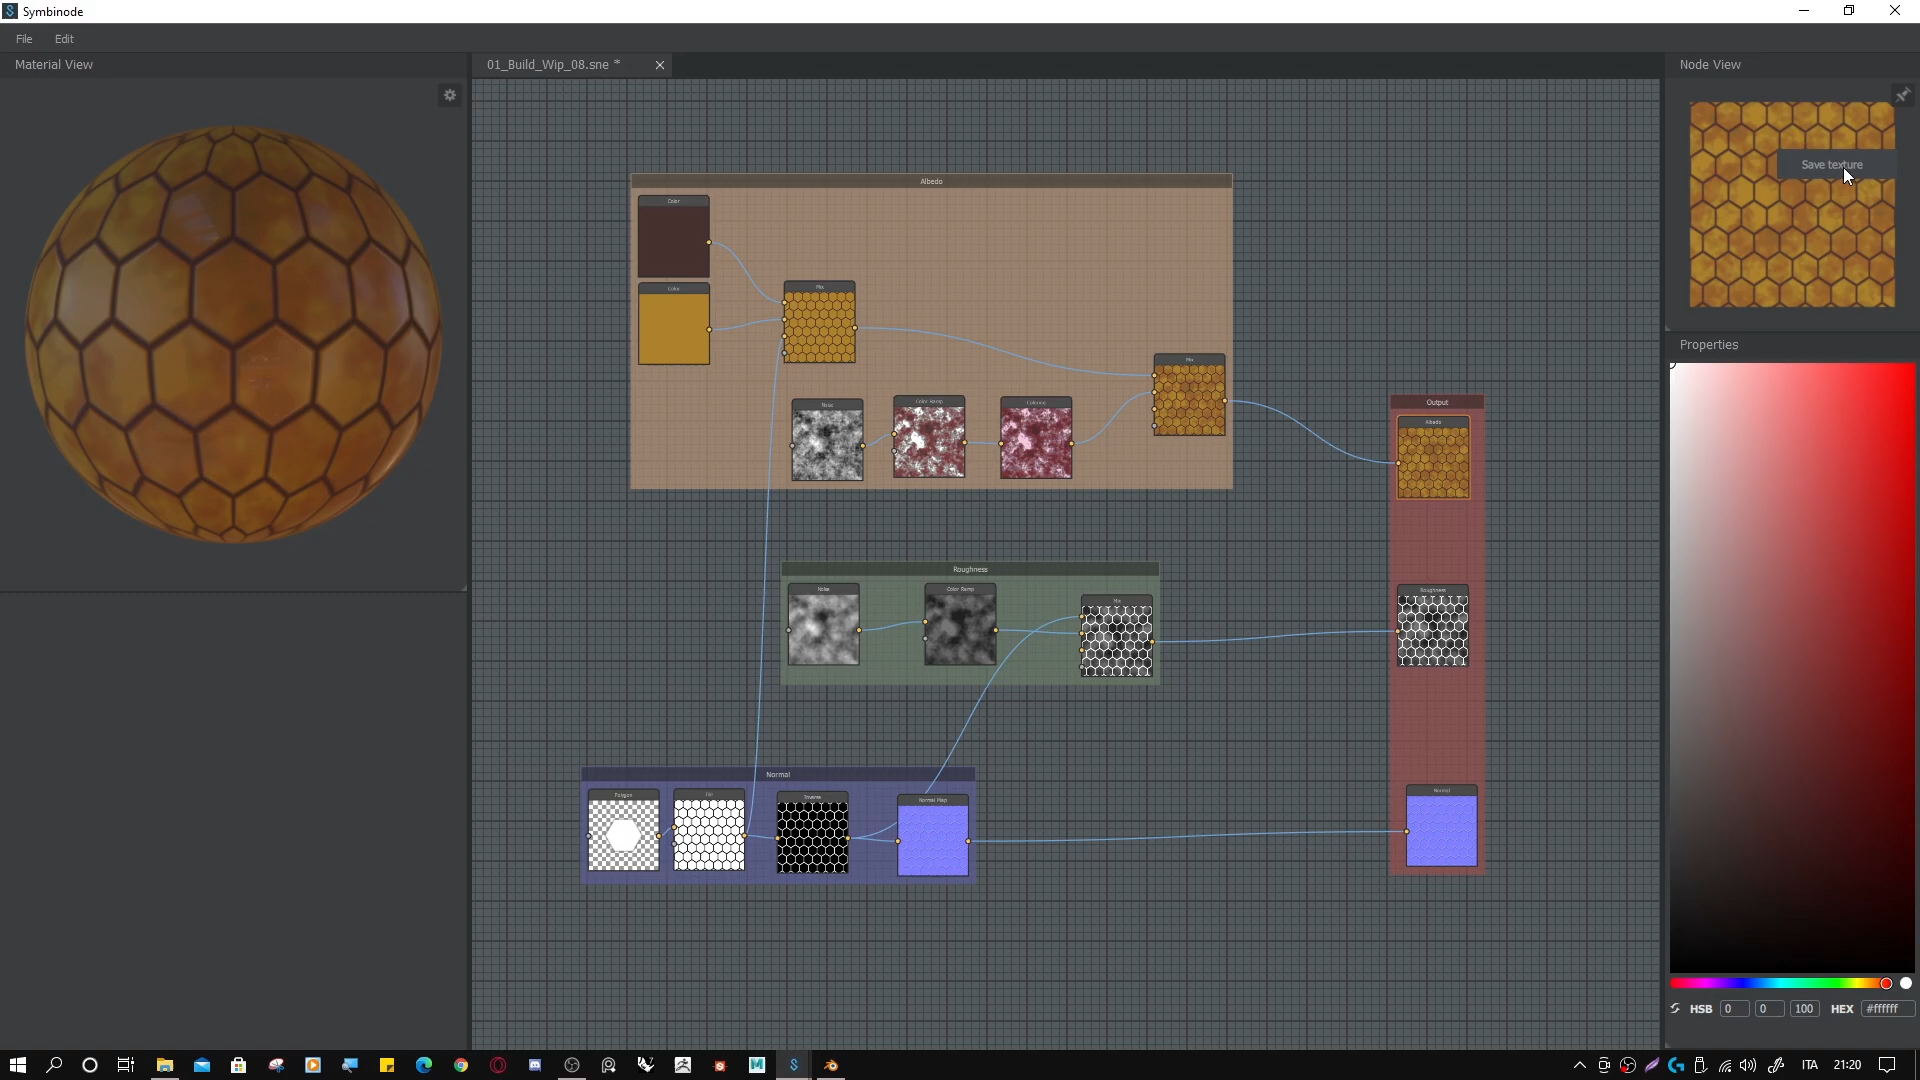 Symbinode
File Edit
Material View
01_Build_Wip_08.sne *
Node View
Save texture
Albedo
Color
Color
Mix
Mix
Noise
Color Ramp
Colorize
Output
Albedo
Properties
Roughness
Noise
Color Ramp
Mix
Roughness
Normal
Polygon
Tile
Inverse
Normal Map
Normal
HSB 0 0 100 HEX #ffffff
ITA 21:20